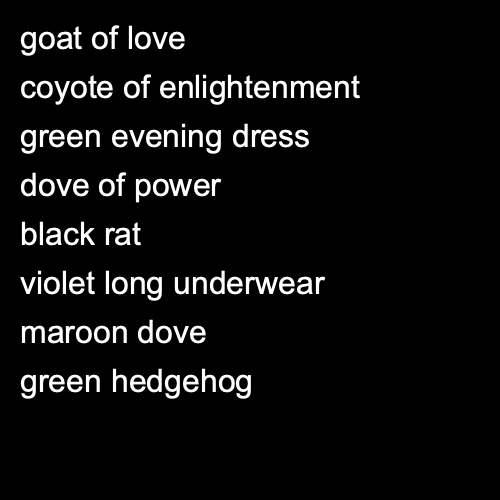 goat of love
coyote of enlightenment
green evening dress
dove of power
black rat
violet long underwear
maroon dove
green hedgehog